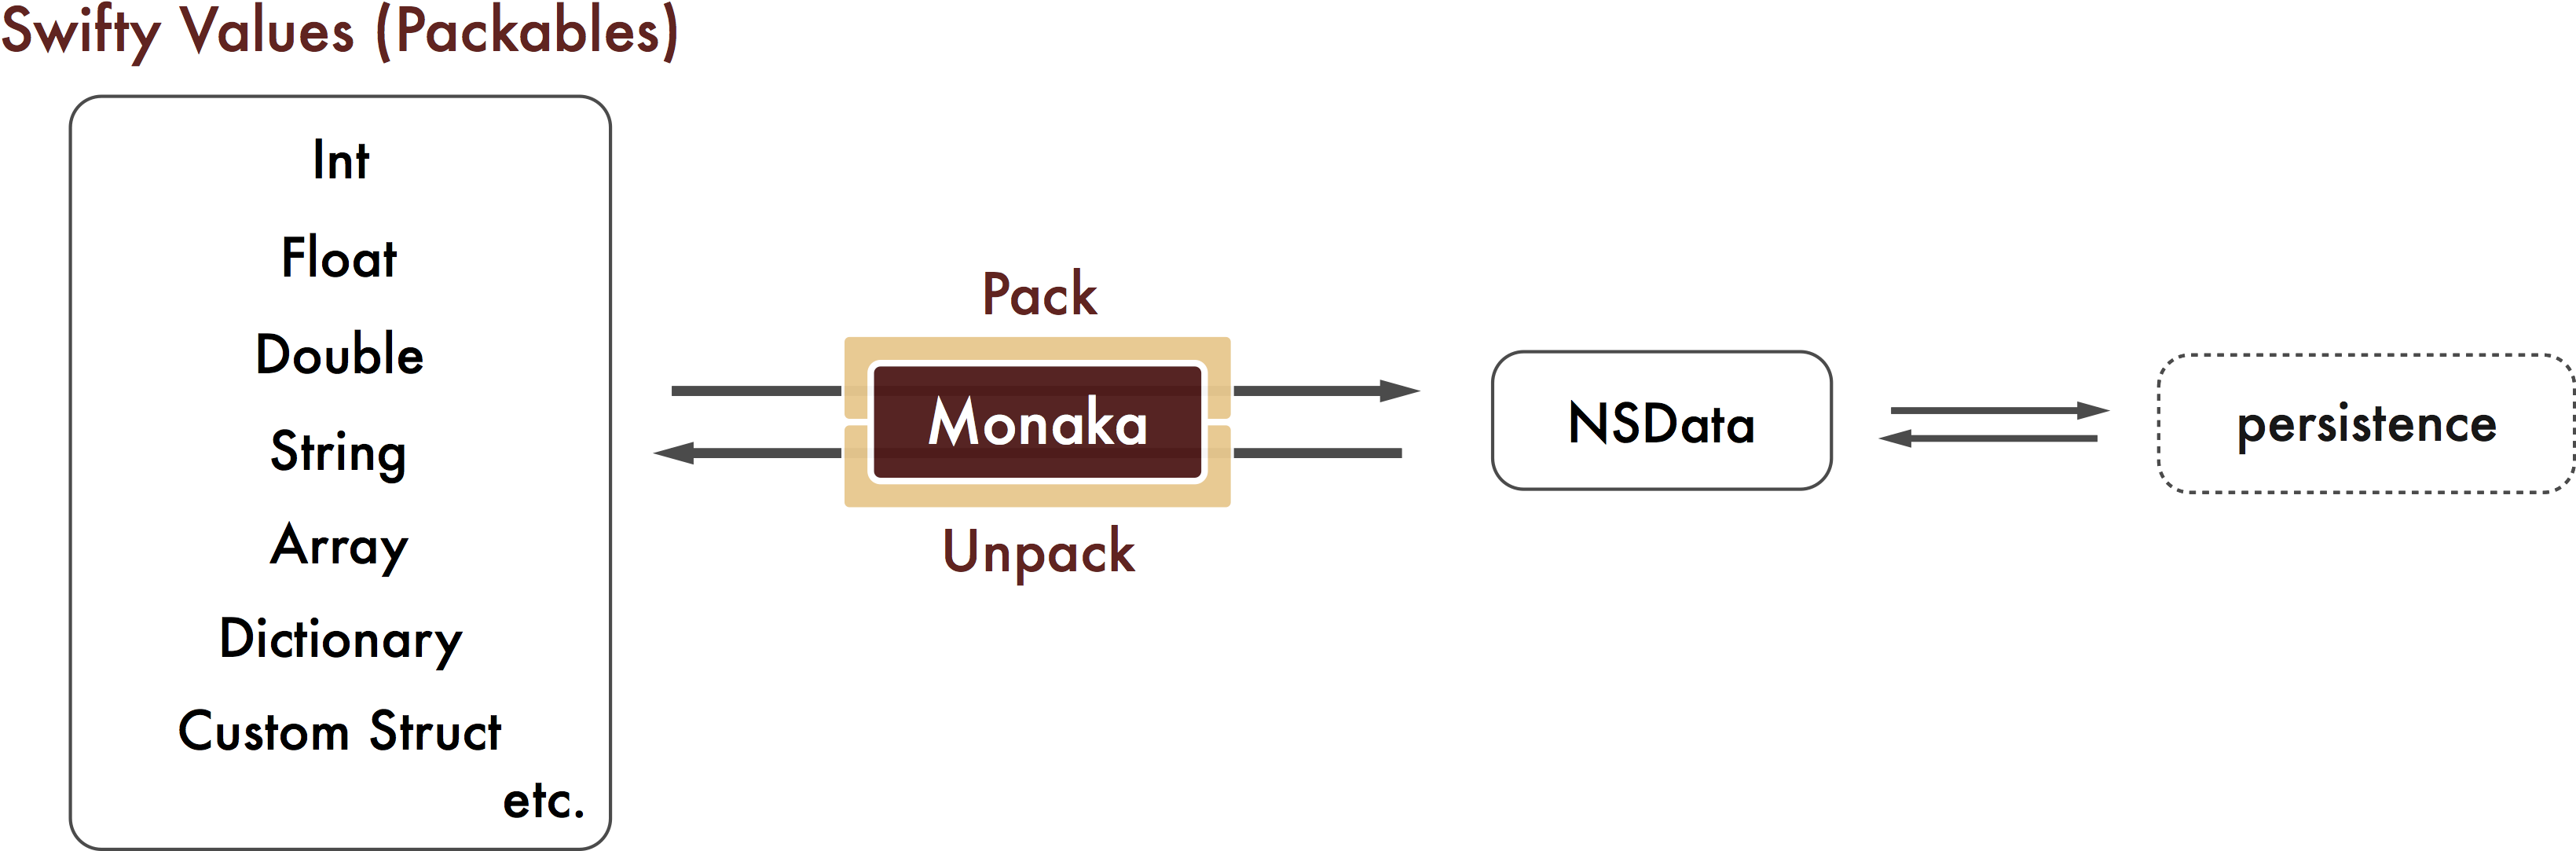 Swifty Values (Packables)
Int
Float
Double
String
Array
Dictionary
Custom Struct
etc.
Pack
Monaka
Unpack
NSData
persistence